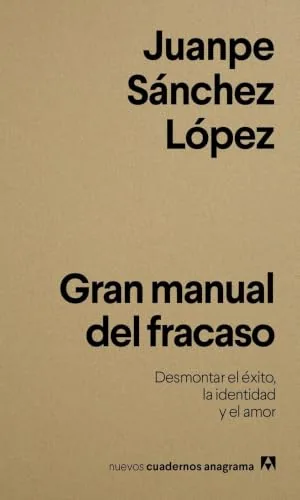 Juanpe
Sánchez
López
Gran manual
del fracaso
Desmontar el éxito,
la identidad
y el amor
nuevos cuadernos anagrama